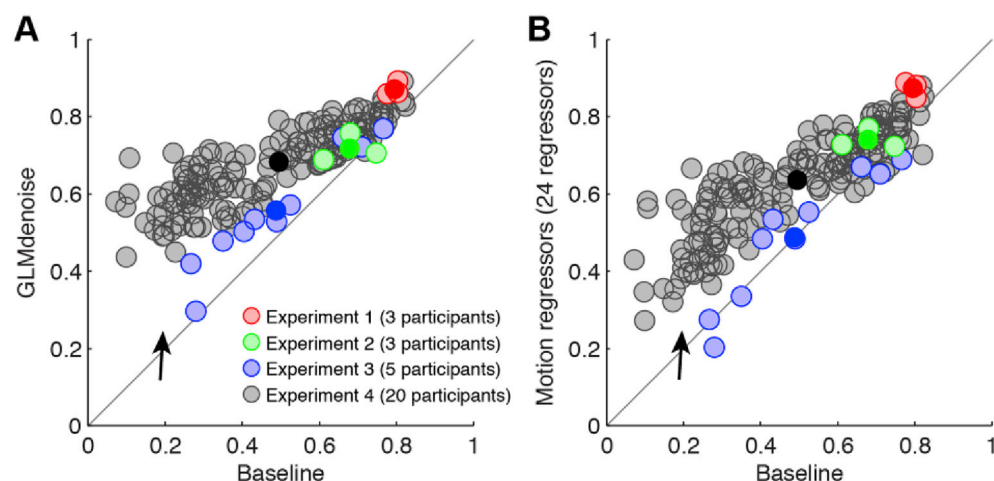 A
B
1
0.8
0.6
0.4
0.2
0
GLMdenoise
Experiment 1 (3 participants)
Experiment 2 (3 participants)
Experiment 3 (5 participants)
Experiment 4 (20 participants)
0 0.2 0.4 0.6 0.8 1
Baseline
1
0.8
0.6
0.4
0.2
0
Motion regressors (24 regressors)
0 0.2 0.4 0.6 0.8 1
Baseline